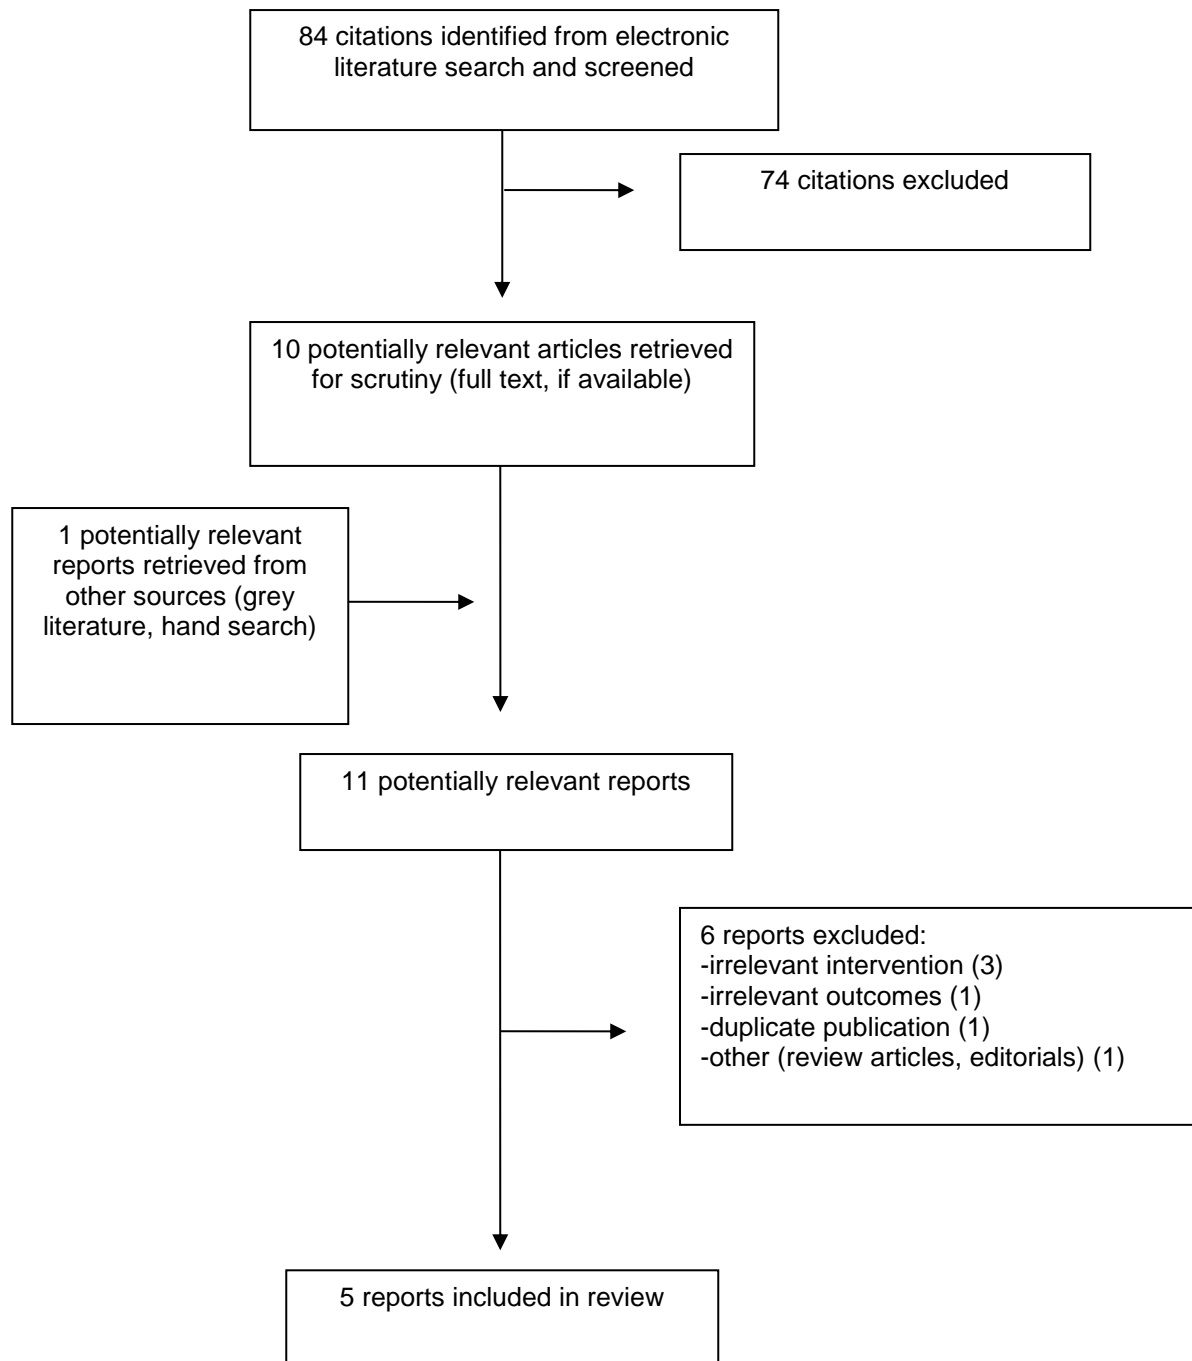 84 citations identified from electronic
literature search and screened
74 citations excluded
10 potentially relevant articles retrieved
for scrutiny (full text, if available)
1 potentially relevant
reports retrieved from
other sources (grey
literature, hand search)
11 potentially relevant reports
6 reports excluded:
-irrelevant intervention (3)
-irrelevant outcomes (1)
-duplicate publication (1)
-other (review articles, editorials) (1)
5 reports included in review